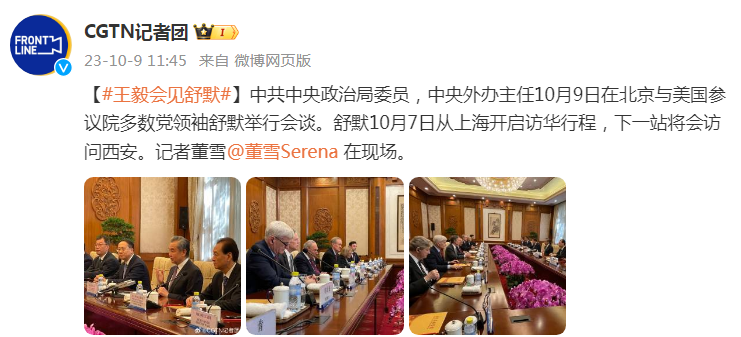 FRONT
LINE
CGTN记者团
I
23-10-9 11:45 来自 微博网页版
【#王毅会见舒默#】中共中央政治局委员，中央外办主任10月9日在北京与美国参
议院多数党领袖舒默举行会谈。舒默10月7日从上海开启访华行程，下一站将会访
问西安。记者董雪@董雪Serena 在现场。
@CGTN记者团